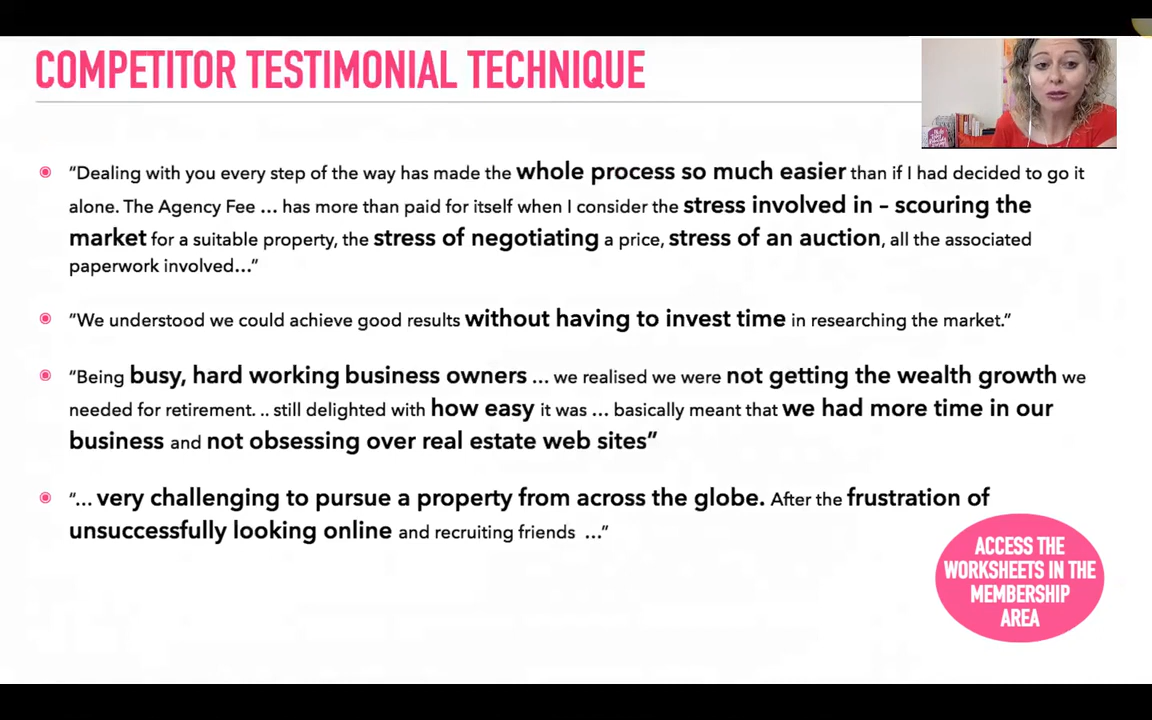 COMPETITOR TESTIMONIAL TECHNIQUE
“Dealing with you every step of the way has made the whole process so much easier than if I had decided to go it
alone. The Agency Fee ... has more than paid for itself when I consider the stress involved in – scouring the
market for a suitable property, the stress of negotiating a price, stress of an auction, all the associated
paperwork involved...”
“We understood we could achieve good results without having to invest time in researching the market.”
“Being busy, hard working business owners ... we realised we were not getting the wealth growth we
needed for retirement. .. still delighted with how easy it was ... basically meant that we had more time in our
business and not obsessing over real estate web sites”
“... very challenging to pursue a property from across the globe. After the frustration of
unsuccessfully looking online and recruiting friends ...”
ACCESS THE
WORKSHEETS IN THE
MEMBERSHIP
AREA